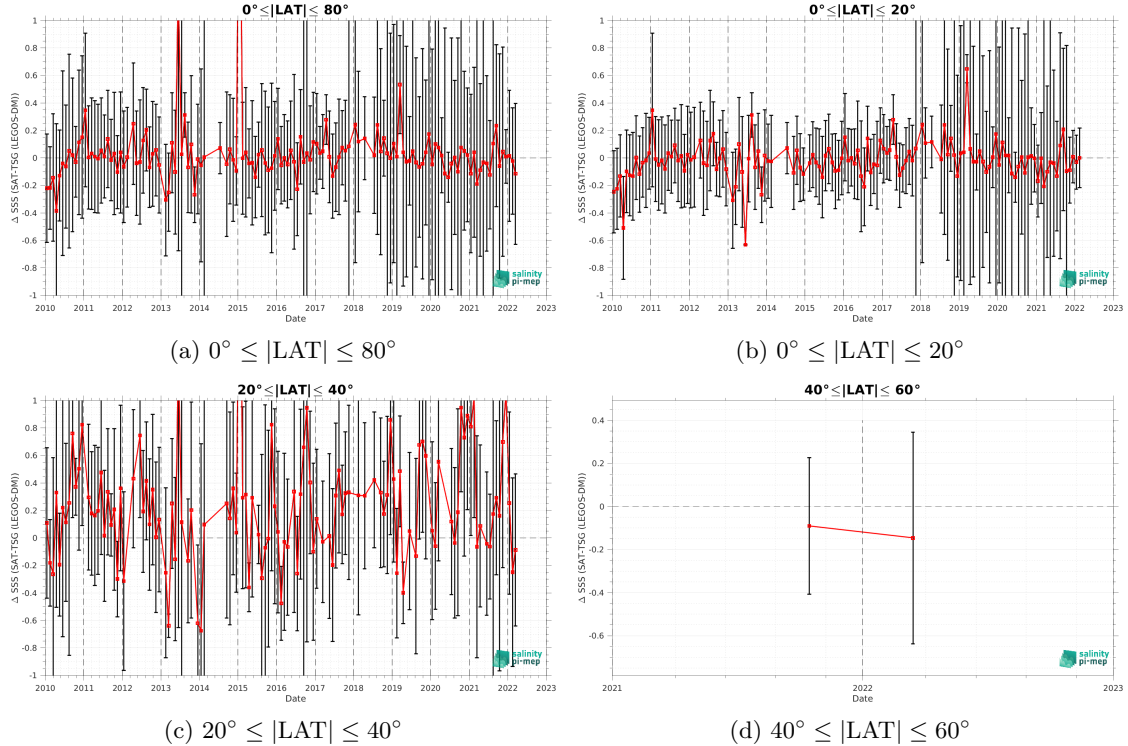 0°≤|LAT|≤ 80°
Δ SSS (SAT-TSG (LEGOS-DM))
1
0.8
0.6
0.4
0.2
0
-0.2
-0.4
-0.6
-0.8
-1
2010 2011 2012 2013 2014 2015 2016 2017 2018 2019 2020 2021 2022 2023
Date
salinity
pi-mep
(a) 0° ≤ |LAT| ≤ 80°
0°≤|LAT|≤ 20°
Δ SSS (SAT-TSG (LEGOS-DM))
1
0.8
0.6
0.4
0.2
0
-0.2
-0.4
-0.6
-0.8
-1
2010 2011 2012 2013 2014 2015 2016 2017 2018 2019 2020 2021 2022 2023
Date
salinity
pi-mep
(b) 0° ≤ |LAT| ≤ 20°
20°≤|LAT|≤ 40°
Δ SSS (SAT-TSG (LEGOS-DM))
1
0.8
0.6
0.4
0.2
0
-0.2
-0.4
-0.6
-0.8
-1
2010 2011 2012 2013 2014 2015 2016 2017 2018 2019 2020 2021 2022 2023
Date
salinity
pi-mep
(c) 20° ≤ |LAT| ≤ 40°
40°≤|LAT|≤ 60°
Δ SSS (SAT-TSG (LEGOS-DM))
0.4
0.2
0
-0.2
-0.4
-0.6
2021 2022 2023
Date
salinity
pi-mep
(d) 40° ≤ |LAT| ≤ 60°